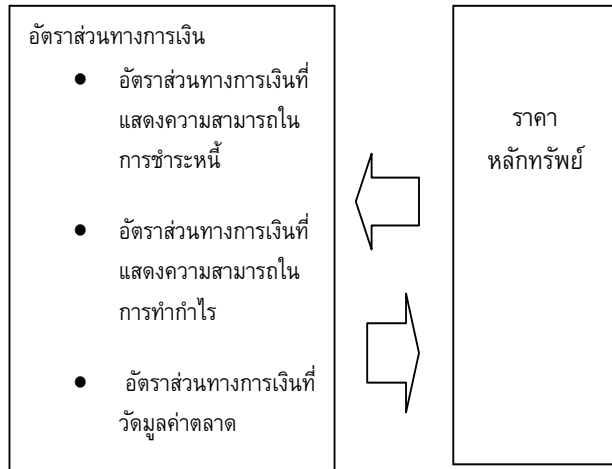 อัตราส่วนทางการเงิน
● อัตราส่วนทางการเงินที่
แสดงความสามารถใน
การชำระหนี้
● อัตราส่วนทางการเงินที่
แสดงความสามารถใน
การทำกำไร
● อัตราส่วนทางการเงินที่
วัดมูลค่าตลาด
ราคา
หลักทรัพย์